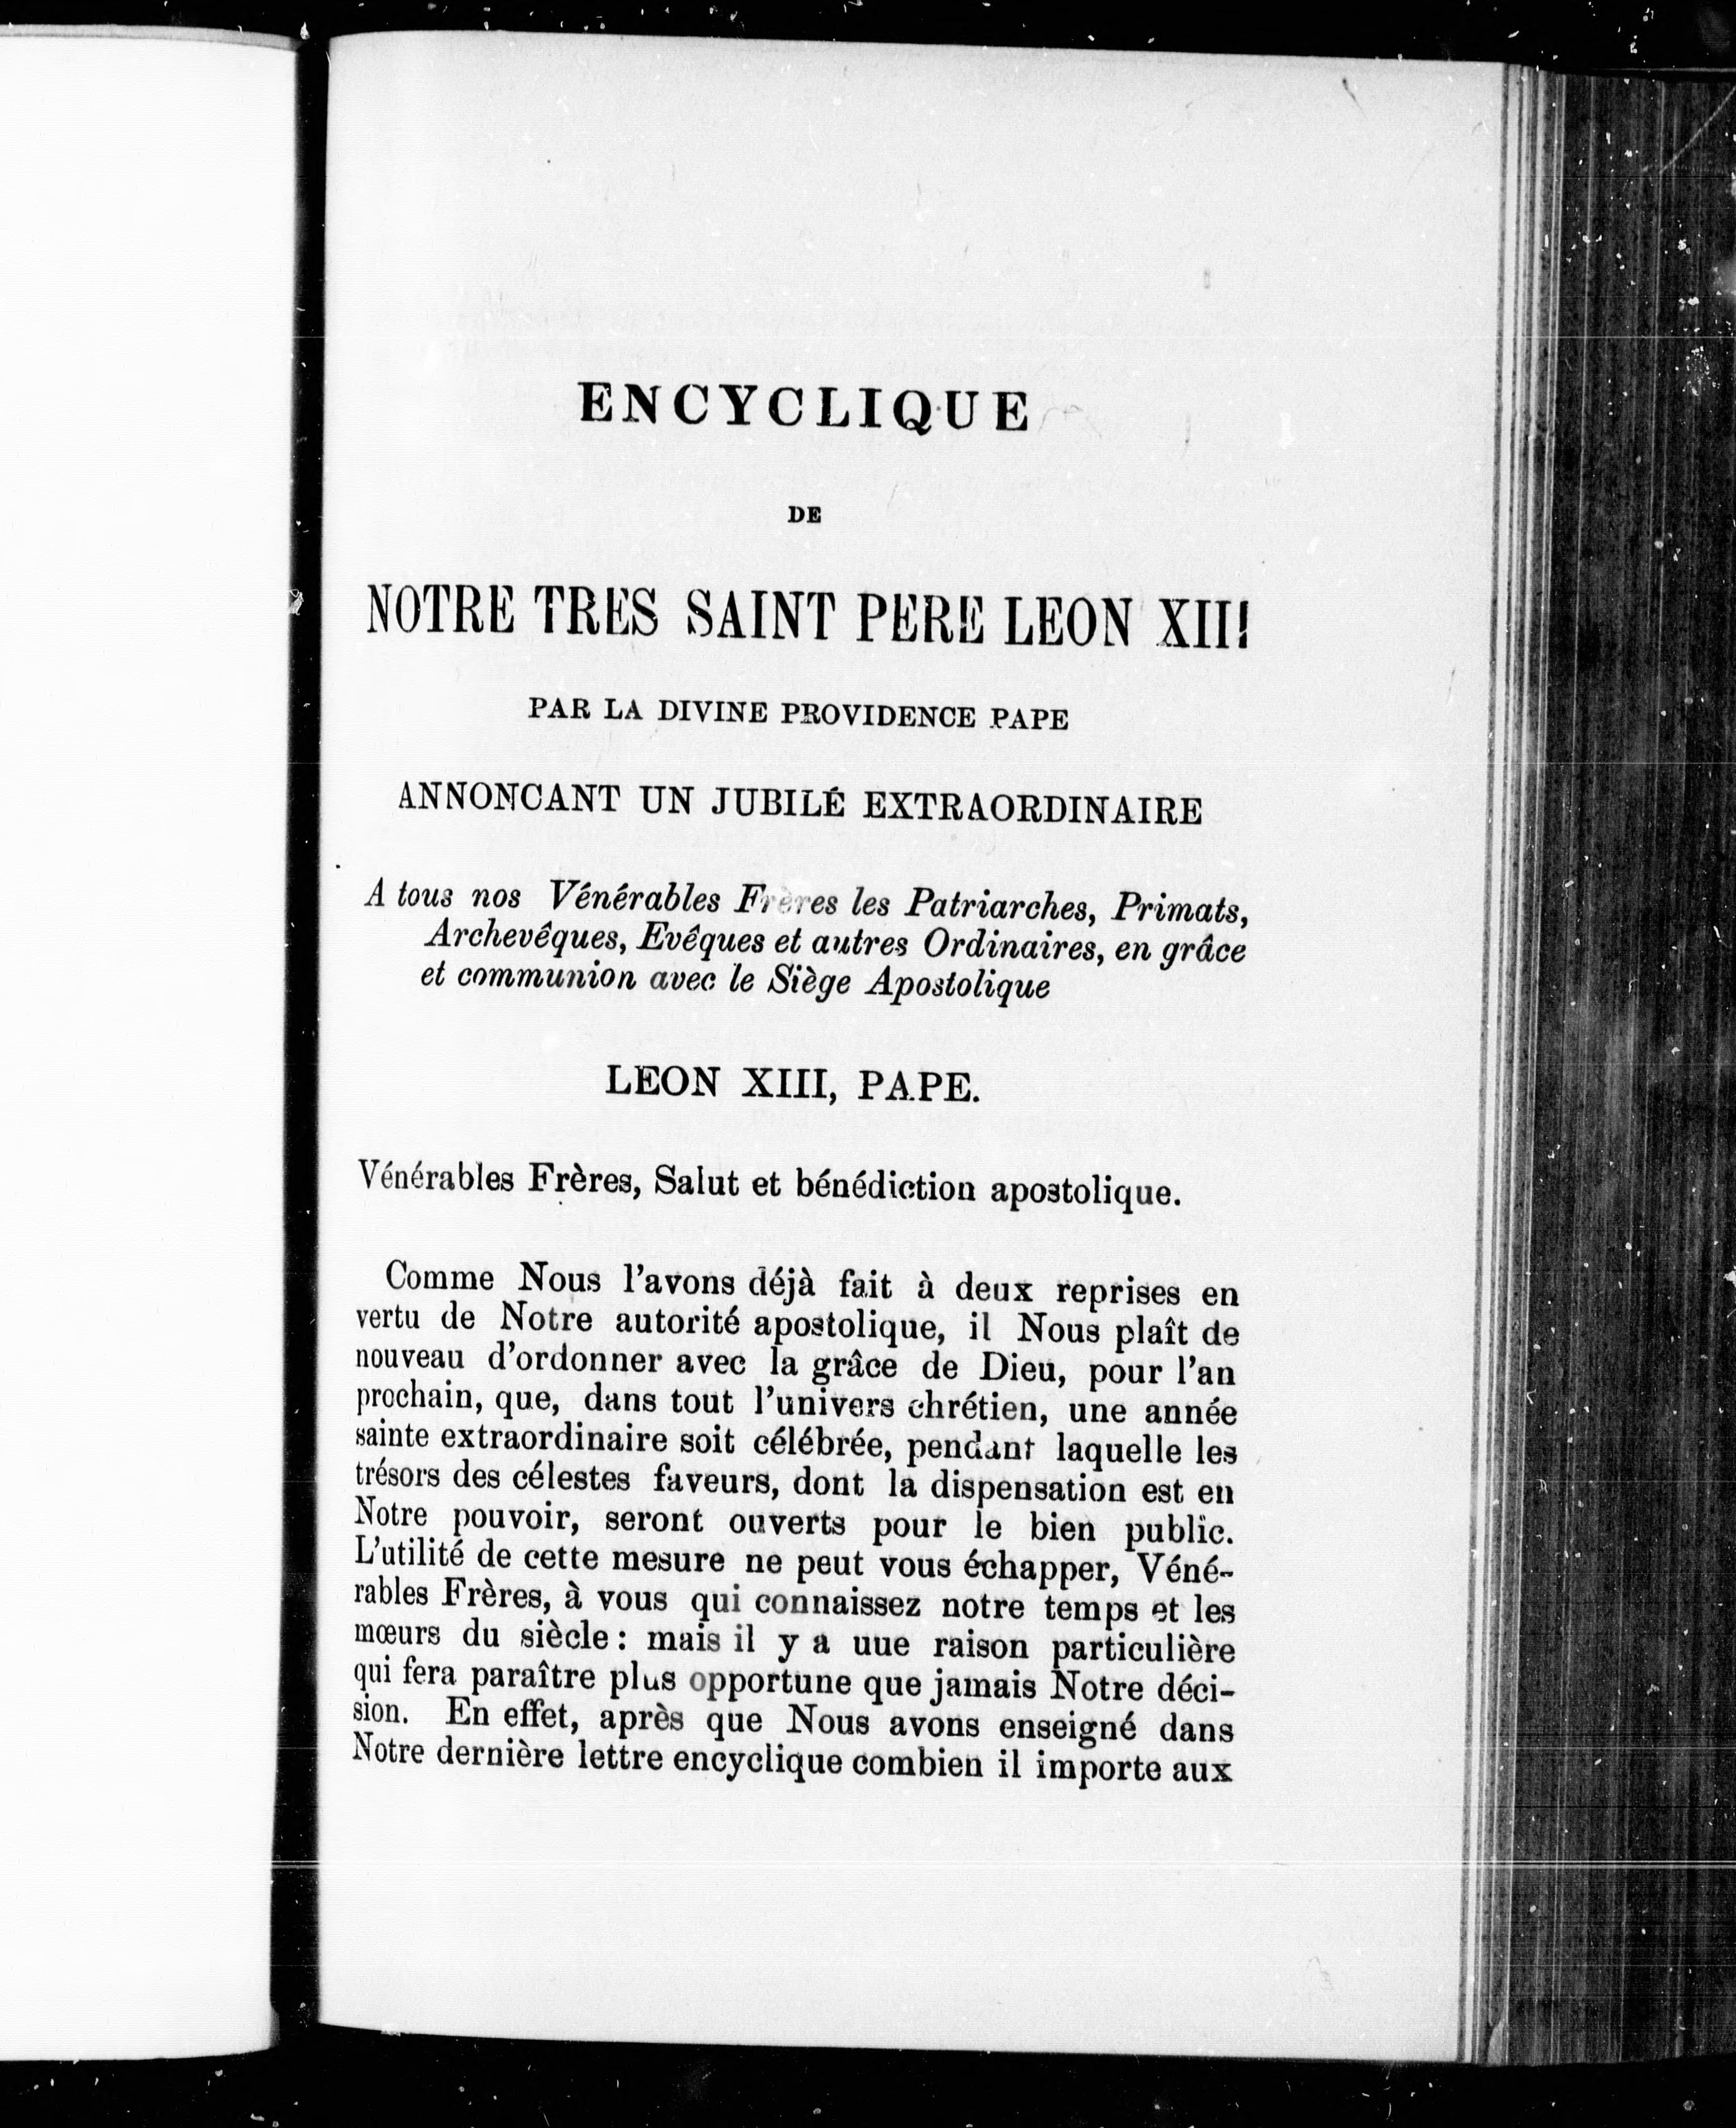 ENCYCLIQUE
DE
NOTRE TRES SAINT PERE LEON XIII
PAR LA DIVINE PROVIDENCE PAPE
ANNONCANT UN JUBILÉ EXTRAORDINAIRE
A tous nos Vénérables Frères les Patriarches, Primats,
Archevêques, Evêques et autres Ordinaires, en grâce
et communion avec le Siège Apostolique
LEON XIII, PAPE.
Vénérables Frères, Salut et bénédiction apostolique.
Comme Nous l'avons déjà fait à deux reprises en
vertu de Notre autorité apostolique, il Nous plaît de
nouveau d'ordonner avec la grâce de Dieu, pour l'an
prochain, que, dans tout l'univers chrétien, une année
sainte extraordinaire soit célébrée, pendant laquelle les
trésors des célestes faveurs, dont la dispensation est en
Notre pouvoir, seront ouverts pour le bien public.
L'utilité de cette mesure ne peut vous échapper, Véné-
rables Frères, à vous qui connaissez notre temps et les
mœurs du siècle : mais il y a uue raison particulière
qui fera paraître plus opportune que jamais Notre déci-
sion. En effet, après que Nous avons enseigné dans
Notre dernière lettre encyclique combien il importe aux